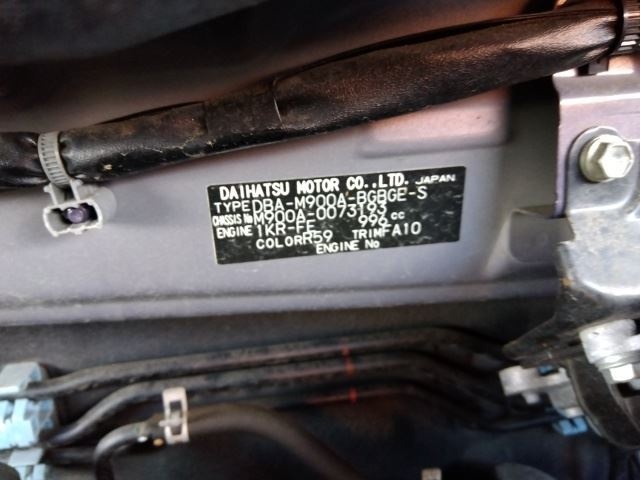 DAIHATSU MOTOR CO.,LTD. JAPAN
TYPE DBA-M900A-BGBGE-S
CHASSIS No M900A-0073163
ENGINE 1KR-FE 996 cc
COLOR R59 TRIM FA10
ENGINE No